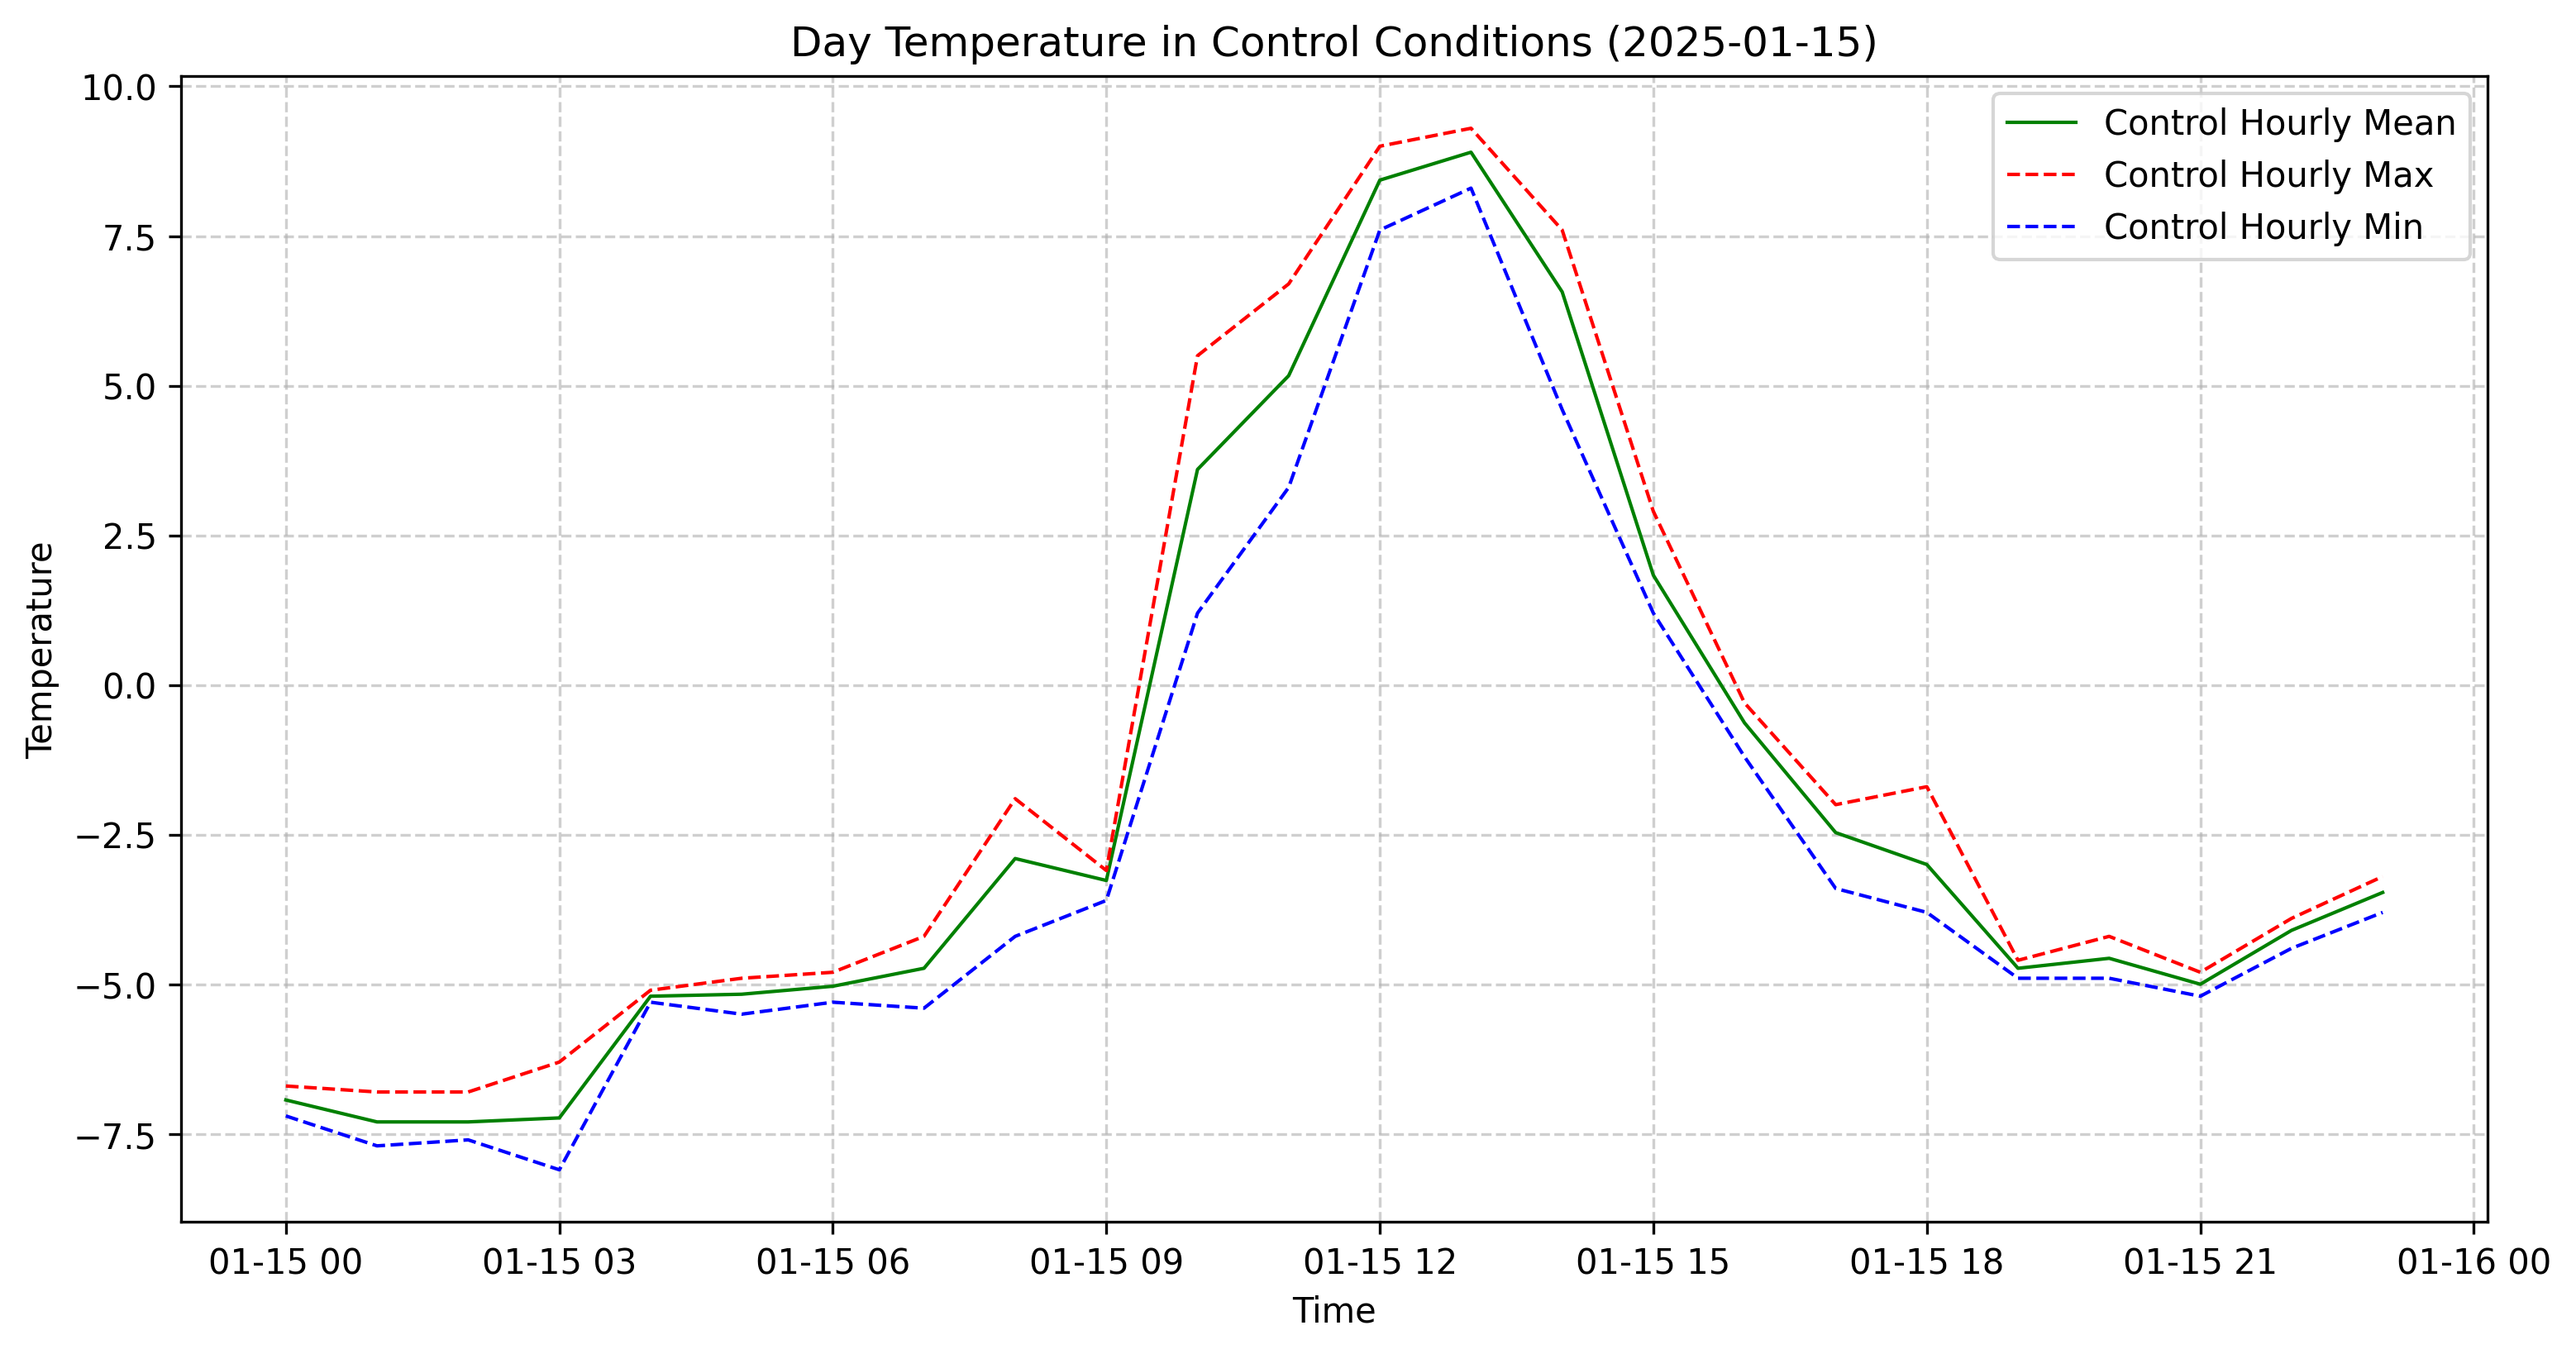 Day Temperature in Control Conditions (2025-01-15)
10.0
7.5
5.0
2.5
0.0
−2.5
−5.0
−7.5
Temperature
Control Hourly Mean
Control Hourly Max
Control Hourly Min
01-15 00
01-15 03
01-15 06
01-15 09
01-15 12
01-15 15
01-15 18
01-15 21
01-16 00
Time